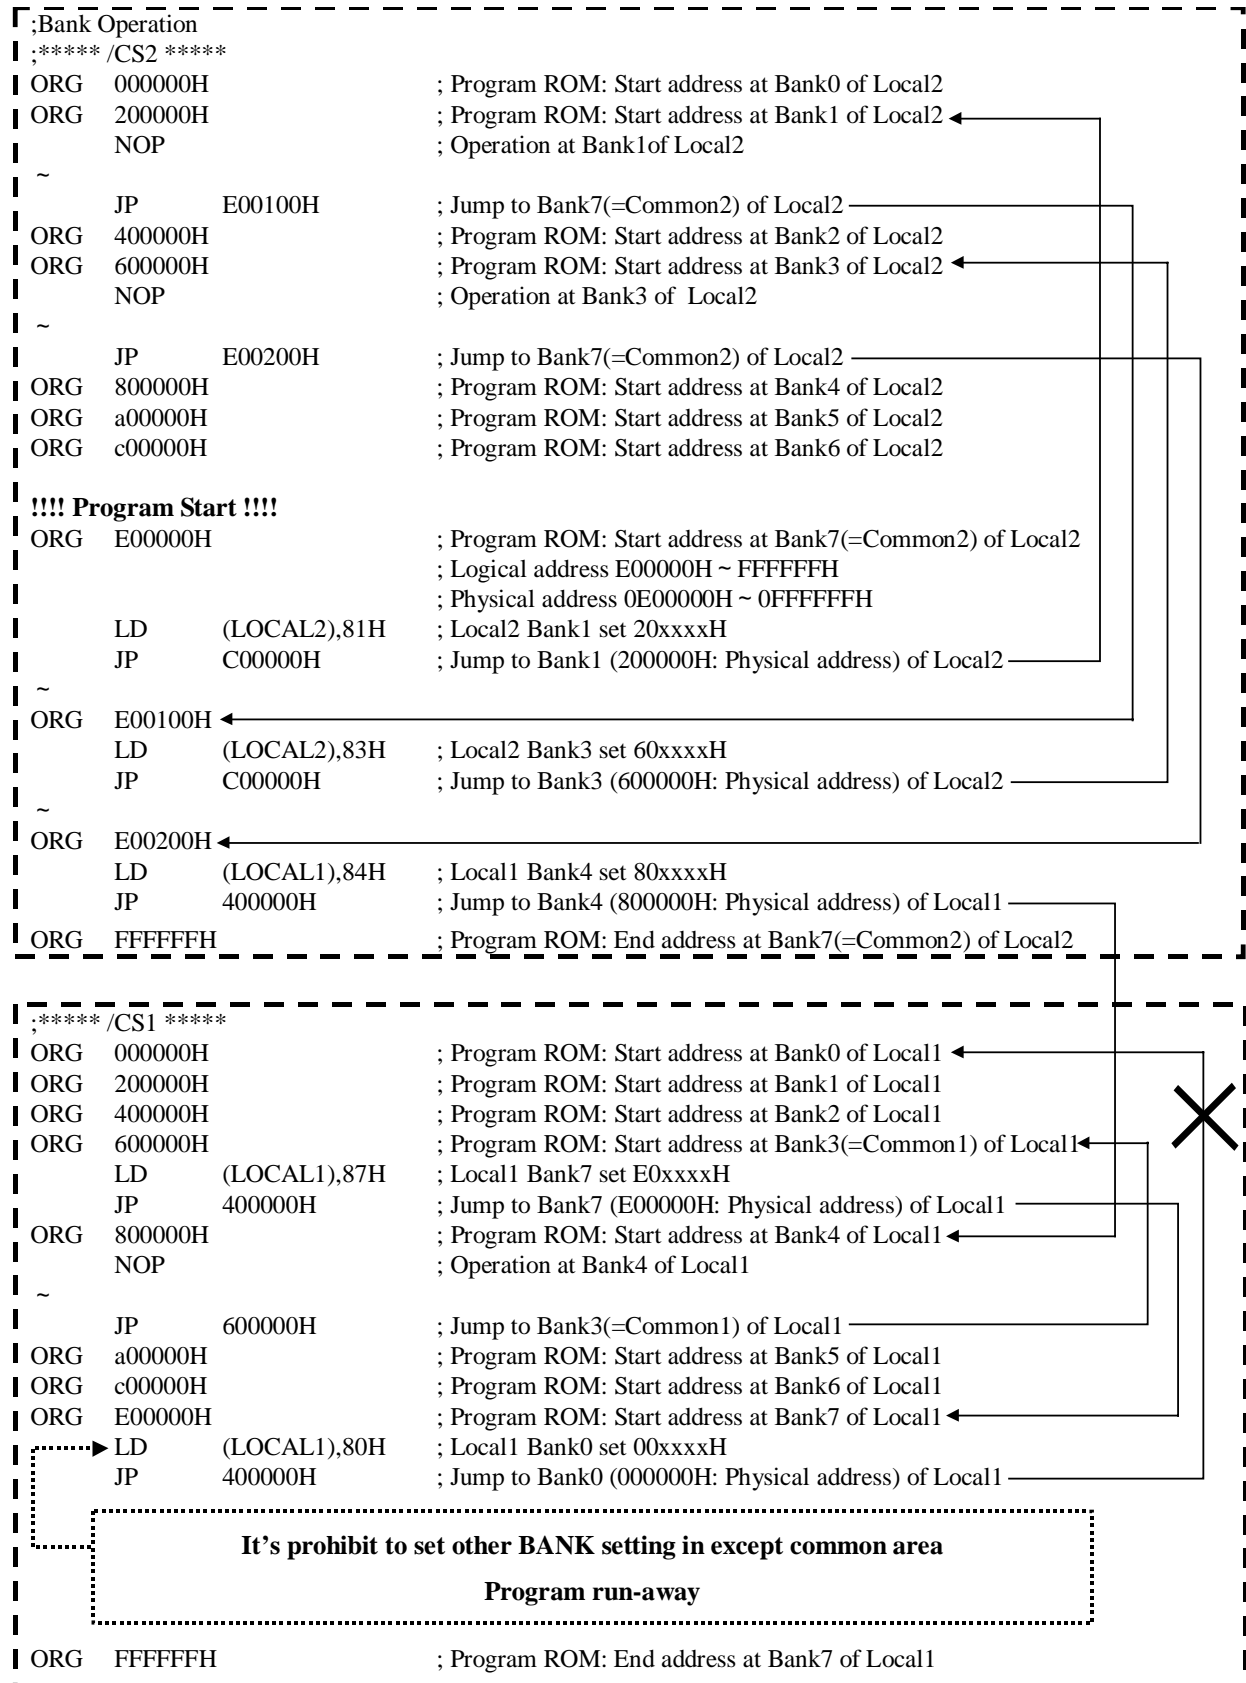 ;Bank Operation
;***** /CS2 *****
ORG 000000H ; Program ROM: Start address at Bank0 of Local2
ORG 200000H ; Program ROM: Start address at Bank1 of Local2
NOP ; Operation at Bank1of Local2
~
JP E00100H ; Jump to Bank7(=Common2) of Local2
ORG 400000H ; Program ROM: Start address at Bank2 of Local2
ORG 600000H ; Program ROM: Start address at Bank3 of Local2
NOP ; Operation at Bank3 of Local2
~
JP E00200H ; Jump to Bank7(=Common2) of Local2
ORG 800000H ; Program ROM: Start address at Bank4 of Local2
ORG a00000H ; Program ROM: Start address at Bank5 of Local2
ORG c00000H ; Program ROM: Start address at Bank6 of Local2
!!!! Program Start !!!!
ORG E00000H ; Program ROM: Start address at Bank7(=Common2) of Local2
; Logical address E00000H ~ FFFFFFH
; Physical address 0E00000H ~ 0FFFFFFH
LD (LOCAL2),81H ; Local2 Bank1 set 20xxxxH
JP C00000H ; Jump to Bank1 (200000H: Physical address) of Local2
~
ORG E00100H
LD (LOCAL2),83H ; Local2 Bank3 set 60xxxxH
JP C00000H ; Jump to Bank3 (600000H: Physical address) of Local2
~
ORG E00200H
LD (LOCAL1),84H ; Local1 Bank4 set 80xxxxH
JP 400000H ; Jump to Bank4 (800000H: Physical address) of Local1
ORG FFFFFFH ; Program ROM: End address at Bank7(=Common2) of Local2
;***** /CS1 *****
ORG 000000H ; Program ROM: Start address at Bank0 of Local1
ORG 200000H ; Program ROM: Start address at Bank1 of Local1
ORG 400000H ; Program ROM: Start address at Bank2 of Local1
ORG 600000H ; Program ROM: Start address at Bank3(=Common1) of Local1
LD (LOCAL1),87H ; Local1 Bank7 set E0xxxxH
JP 400000H ; Jump to Bank7 (E00000H: Physical address) of Local1
ORG 800000H ; Program ROM: Start address at Bank4 of Local1
NOP ; Operation at Bank4 of Local1
~
JP 600000H ; Jump to Bank3(=Common1) of Local1
ORG a00000H ; Program ROM: Start address at Bank5 of Local1
ORG c00000H ; Program ROM: Start address at Bank6 of Local1
ORG E00000H ; Program ROM: Start address at Bank7 of Local1
LD (LOCAL1),80H ; Local1 Bank0 set 00xxxxH
JP 400000H ; Jump to Bank0 (000000H: Physical address) of Local1
It's prohibit to set other BANK setting in except common area
Program run-away
ORG FFFFFFH ; Program ROM: End address at Bank7 of Local1